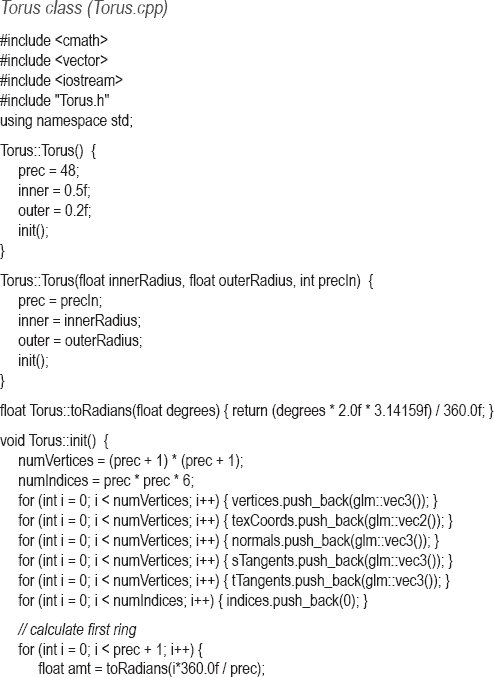 Torus class (Torus.cpp)
#include <cmath>
#include <vector>
#include <iostream>
#include "Torus.h"
using namespace std;
Torus::Torus() {
prec = 48;
inner = 0.5f;
outer = 0.2f;
init();
}
Torus::Torus(float innerRadius, float outerRadius, int precIn) {
prec = precIn;
inner = innerRadius;
outer = outerRadius;
init();
}
float Torus::toRadians(float degrees) { return (degrees * 2.0f * 3.14159f) / 360.0f; }
void Torus::init() {
numVertices = (prec + 1) * (prec + 1);
numIndices = prec * prec * 6;
for (int i = 0; i < numVertices; i++) { vertices.push_back(glm::vec3()); }
for (int i = 0; i < numVertices; i++) { texCoords.push_back(glm::vec2()); }
for (int i = 0; i < numVertices; i++) { normals.push_back(glm::vec3()); }
for (int i = 0; i < numVertices; i++) { sTangents.push_back(glm::vec3()); }
for (int i = 0; i < numVertices; i++) { tTangents.push_back(glm::vec3()); }
for (int i = 0; i < numIndices; i++) { indices.push_back(0); }
// calculate first ring
for (int i = 0; i < prec + 1; i++) {
float amt = toRadians(i*360.0f / prec);